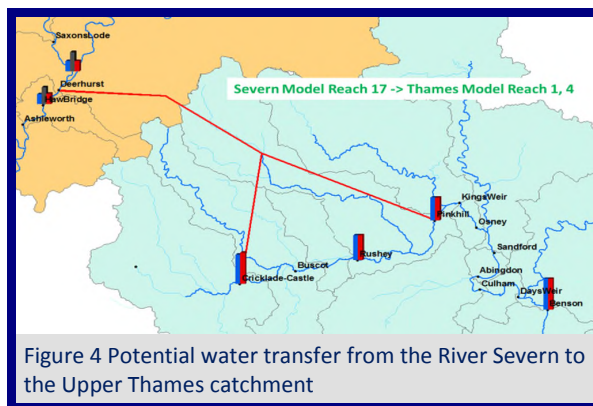 SaxonsLode
Deerhurst
HawBridge
Ashleworth
Severn Model Reach 17 -> Thames Model Reach 1, 4
KingsWeir
Pinkhill
Osney
Rushey
Sandford
Buscot
Cricklade-Castle
Abingdon
Culham
DaysWeir
Benson
Figure 4 Potential water transfer from the River Severn to
the Upper Thames catchment